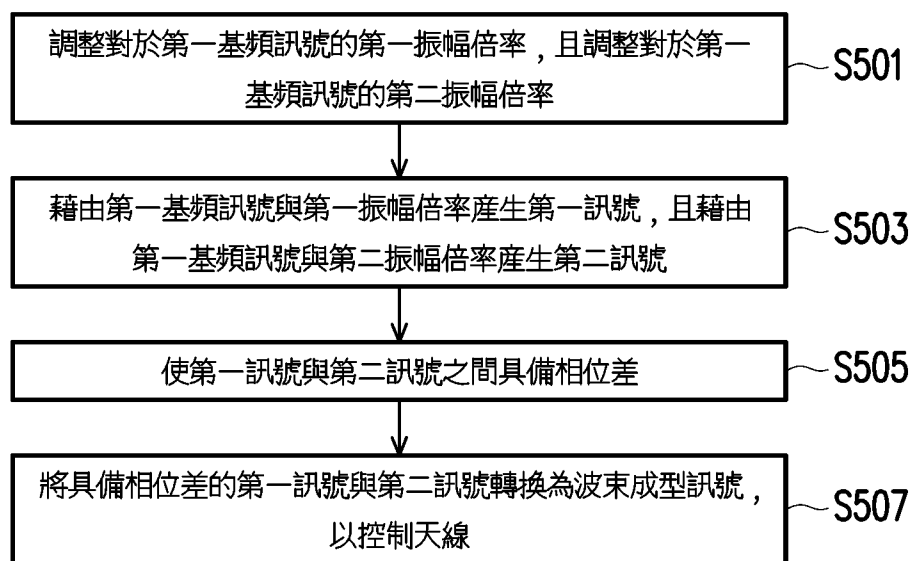 調整對於第一基頻訊號的第一振幅倍率，且調整對於第一
基頻訊號的第二振幅倍率
S501
藉由第一基頻訊號與第一振幅倍率產生第一訊號，且藉由
第一基頻訊號與第二振幅倍率產生第二訊號
S503
使第一訊號與第二訊號之間具備相位差
S505
將具備相位差的第一訊號與第二訊號轉換為波束成型訊號，
以控制天線
S507